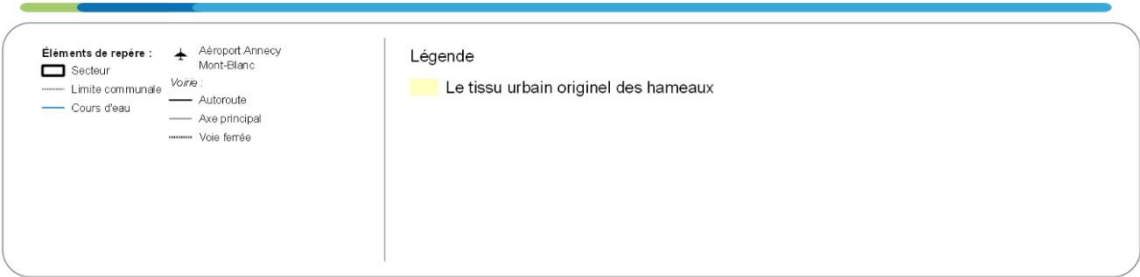 Éléments de repère :
Secteur
Limite communale
Cours d'eau
Aéroport Annecy
Mont-Blanc
Voirie :
Autoroute
Axe principal
Voie ferrée
Légende
Le tissu urbain originel des hameaux